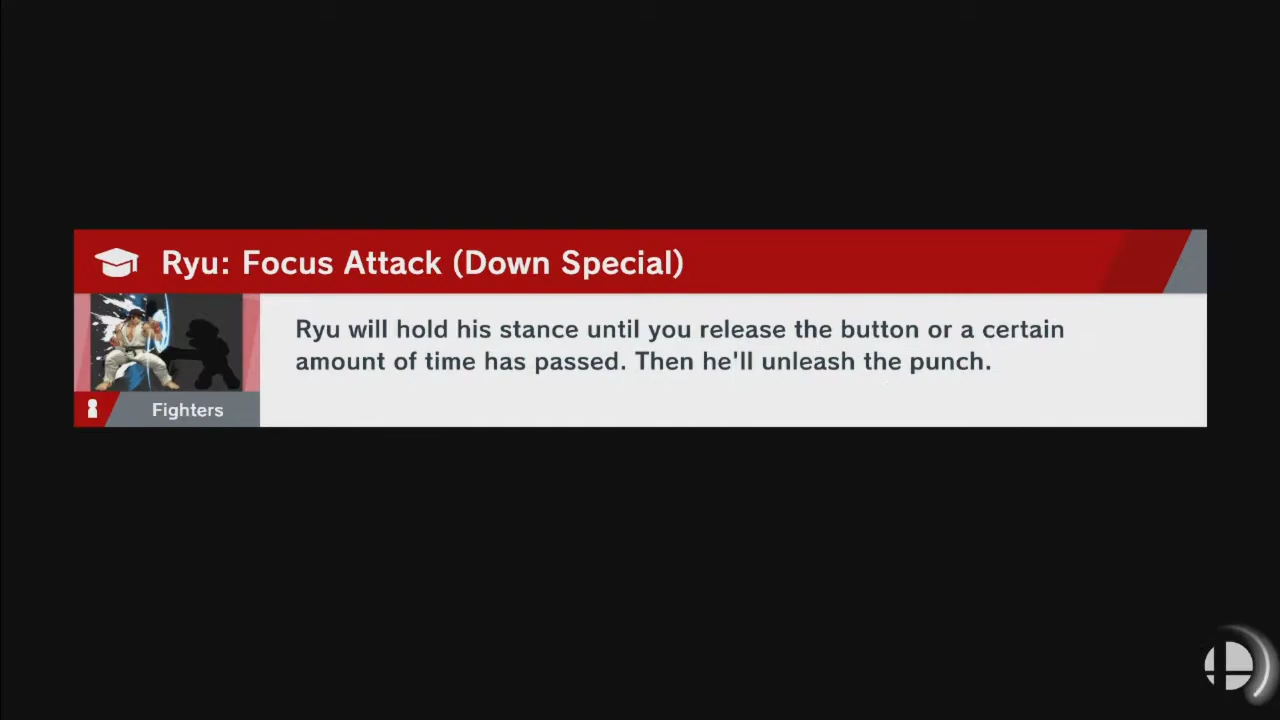 Ryu: Focus Attack (Down Special)
Ryu will hold his stance until you release the button or a certain
amount of time has passed. Then he'll unleash the punch.
Fighters